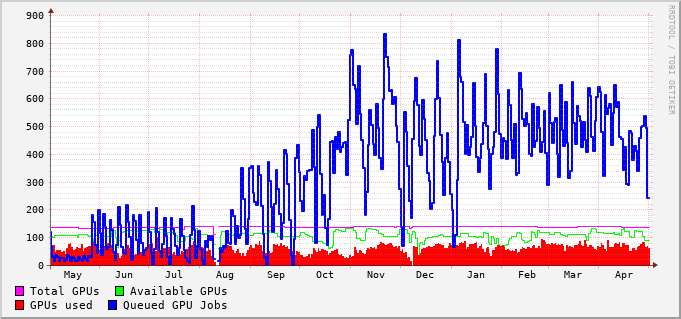 900
800
700
600
500
400
300
200
100
0
May Jun Jul Aug Sep Oct Nov Dec Jan Feb Mar Apr
Total GPUs Available GPUs
GPUs used Queued GPU Jobs
RRDTOOL / TOBI OETIKER